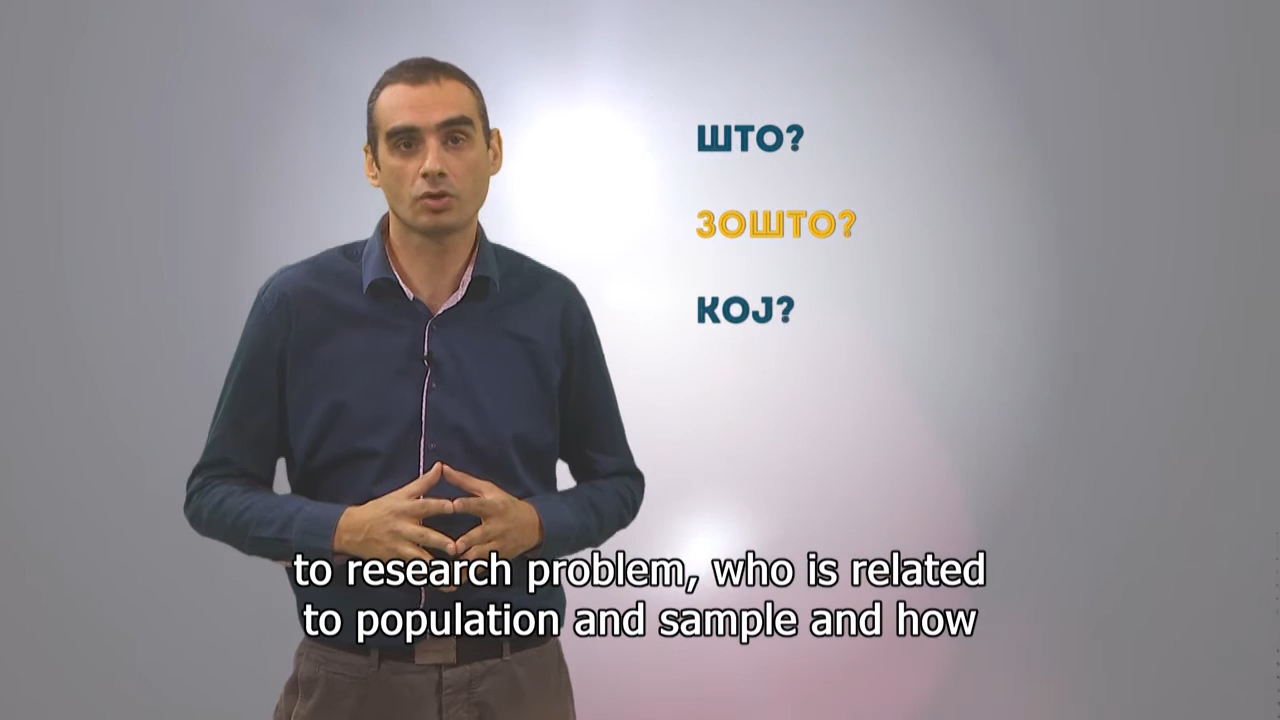 ШТО?
ЗОШТО?
КОЈ?
to research problem, who is related
to population and sample and how